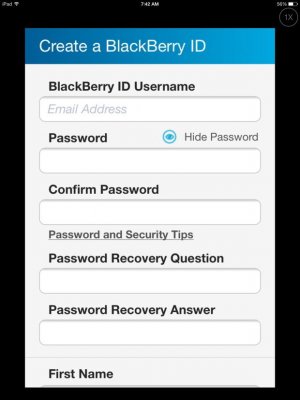 iPad 7:42 AM 56%
1X
Create a BlackBerry ID
BlackBerry ID Username
Email Address
Password Hide Password
Confirm Password
Password and Security Tips
Password Recovery Question
Password Recovery Answer
First Name